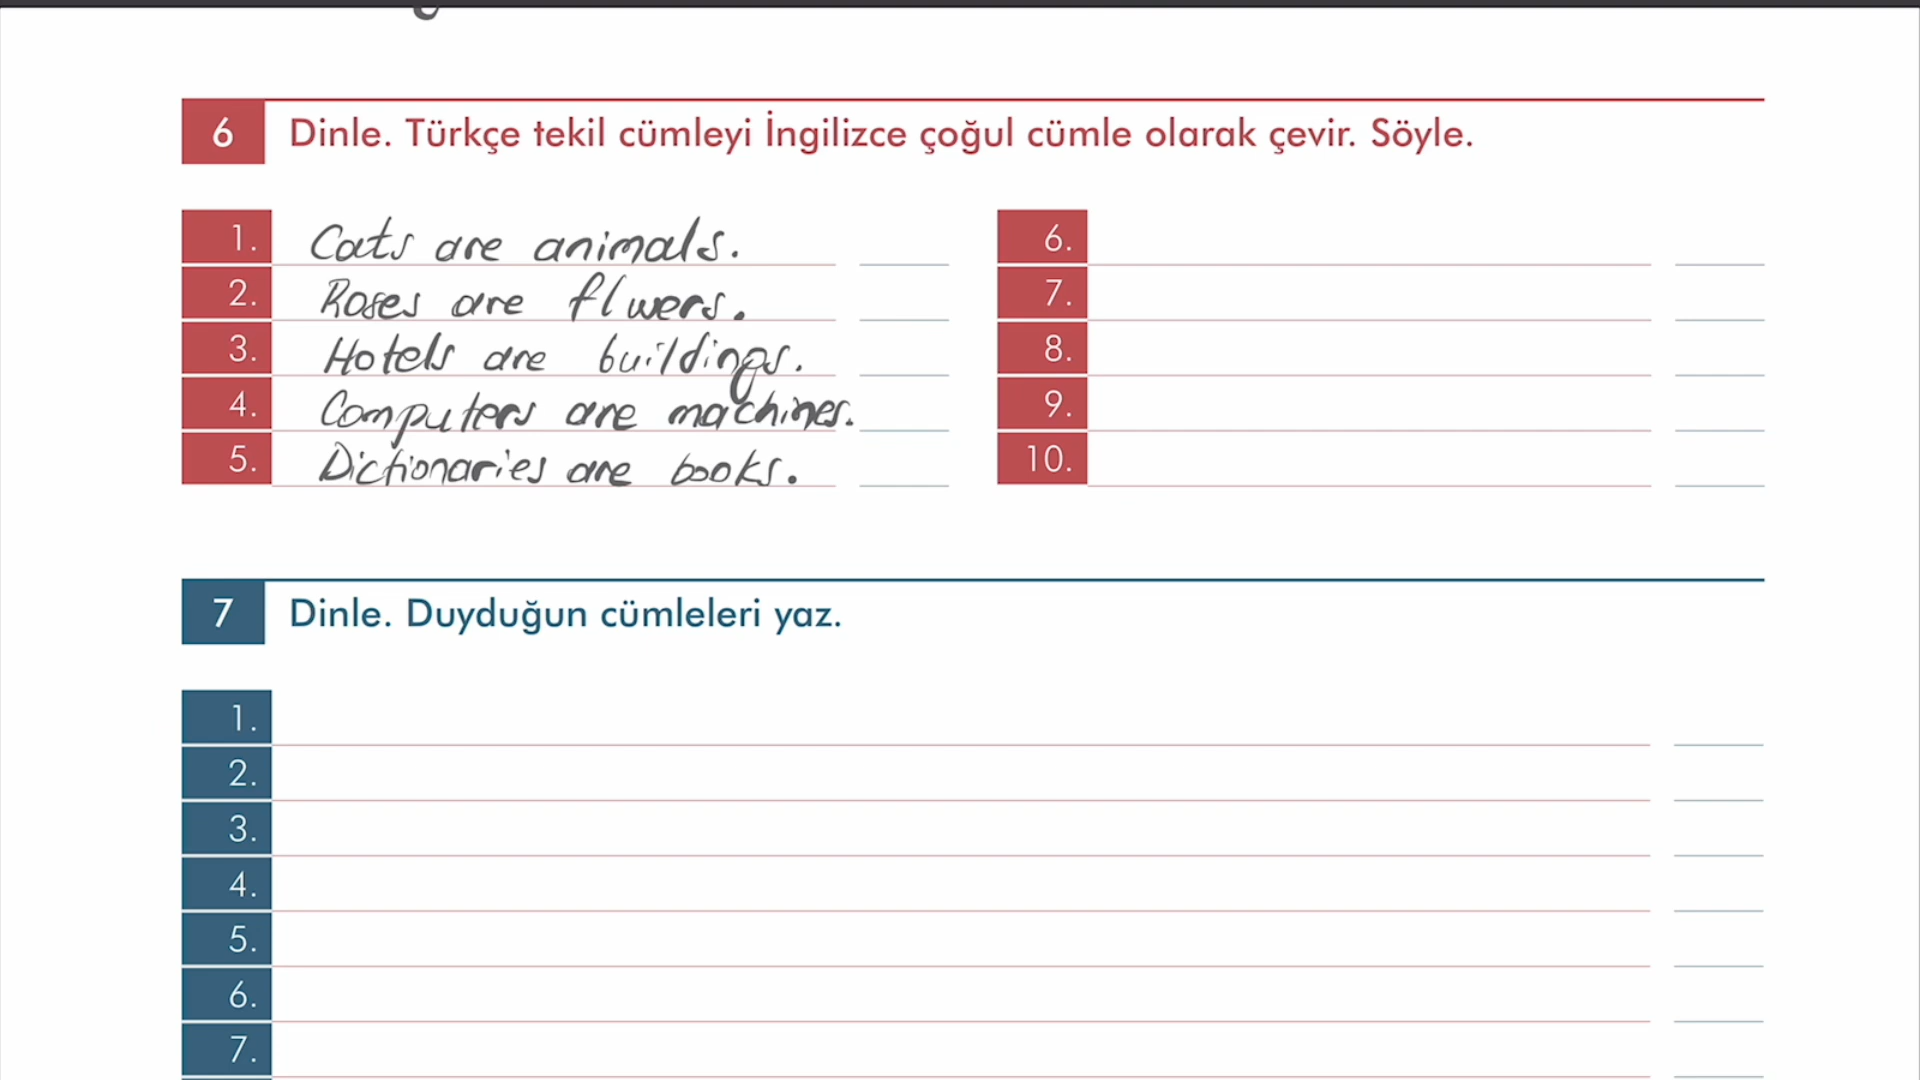 6 Dinle. Türkçe tekil cümleyi İngilizce çoğul cümle olarak çevir. Söyle.
1. Cats are animals.
2. Roses are flwers.
3. Hotels are buildings.
4. Computers are machines.
5. Dictionaries are books.
6.
7.
8.
9.
10.
7 Dinle. Duyduğun cümleleri yaz.
1.
2.
3.
4.
5.
6.
7.